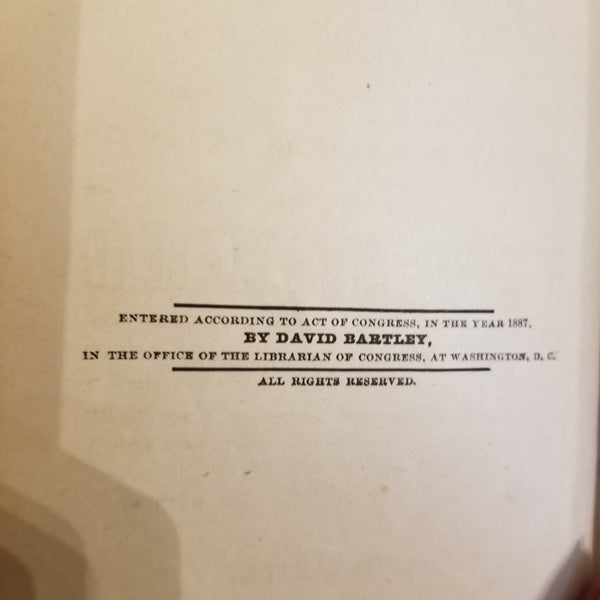 ENTERED ACCORDING TO ACT OF CONGRESS, IN THE YEAR 1887,
BY DAVID BARTLEY,
IN THE OFFICE OF THE LIBRARIAN OF CONGRESS, AT WASHINGTON, D. C.
ALL RIGHTS RESERVED.